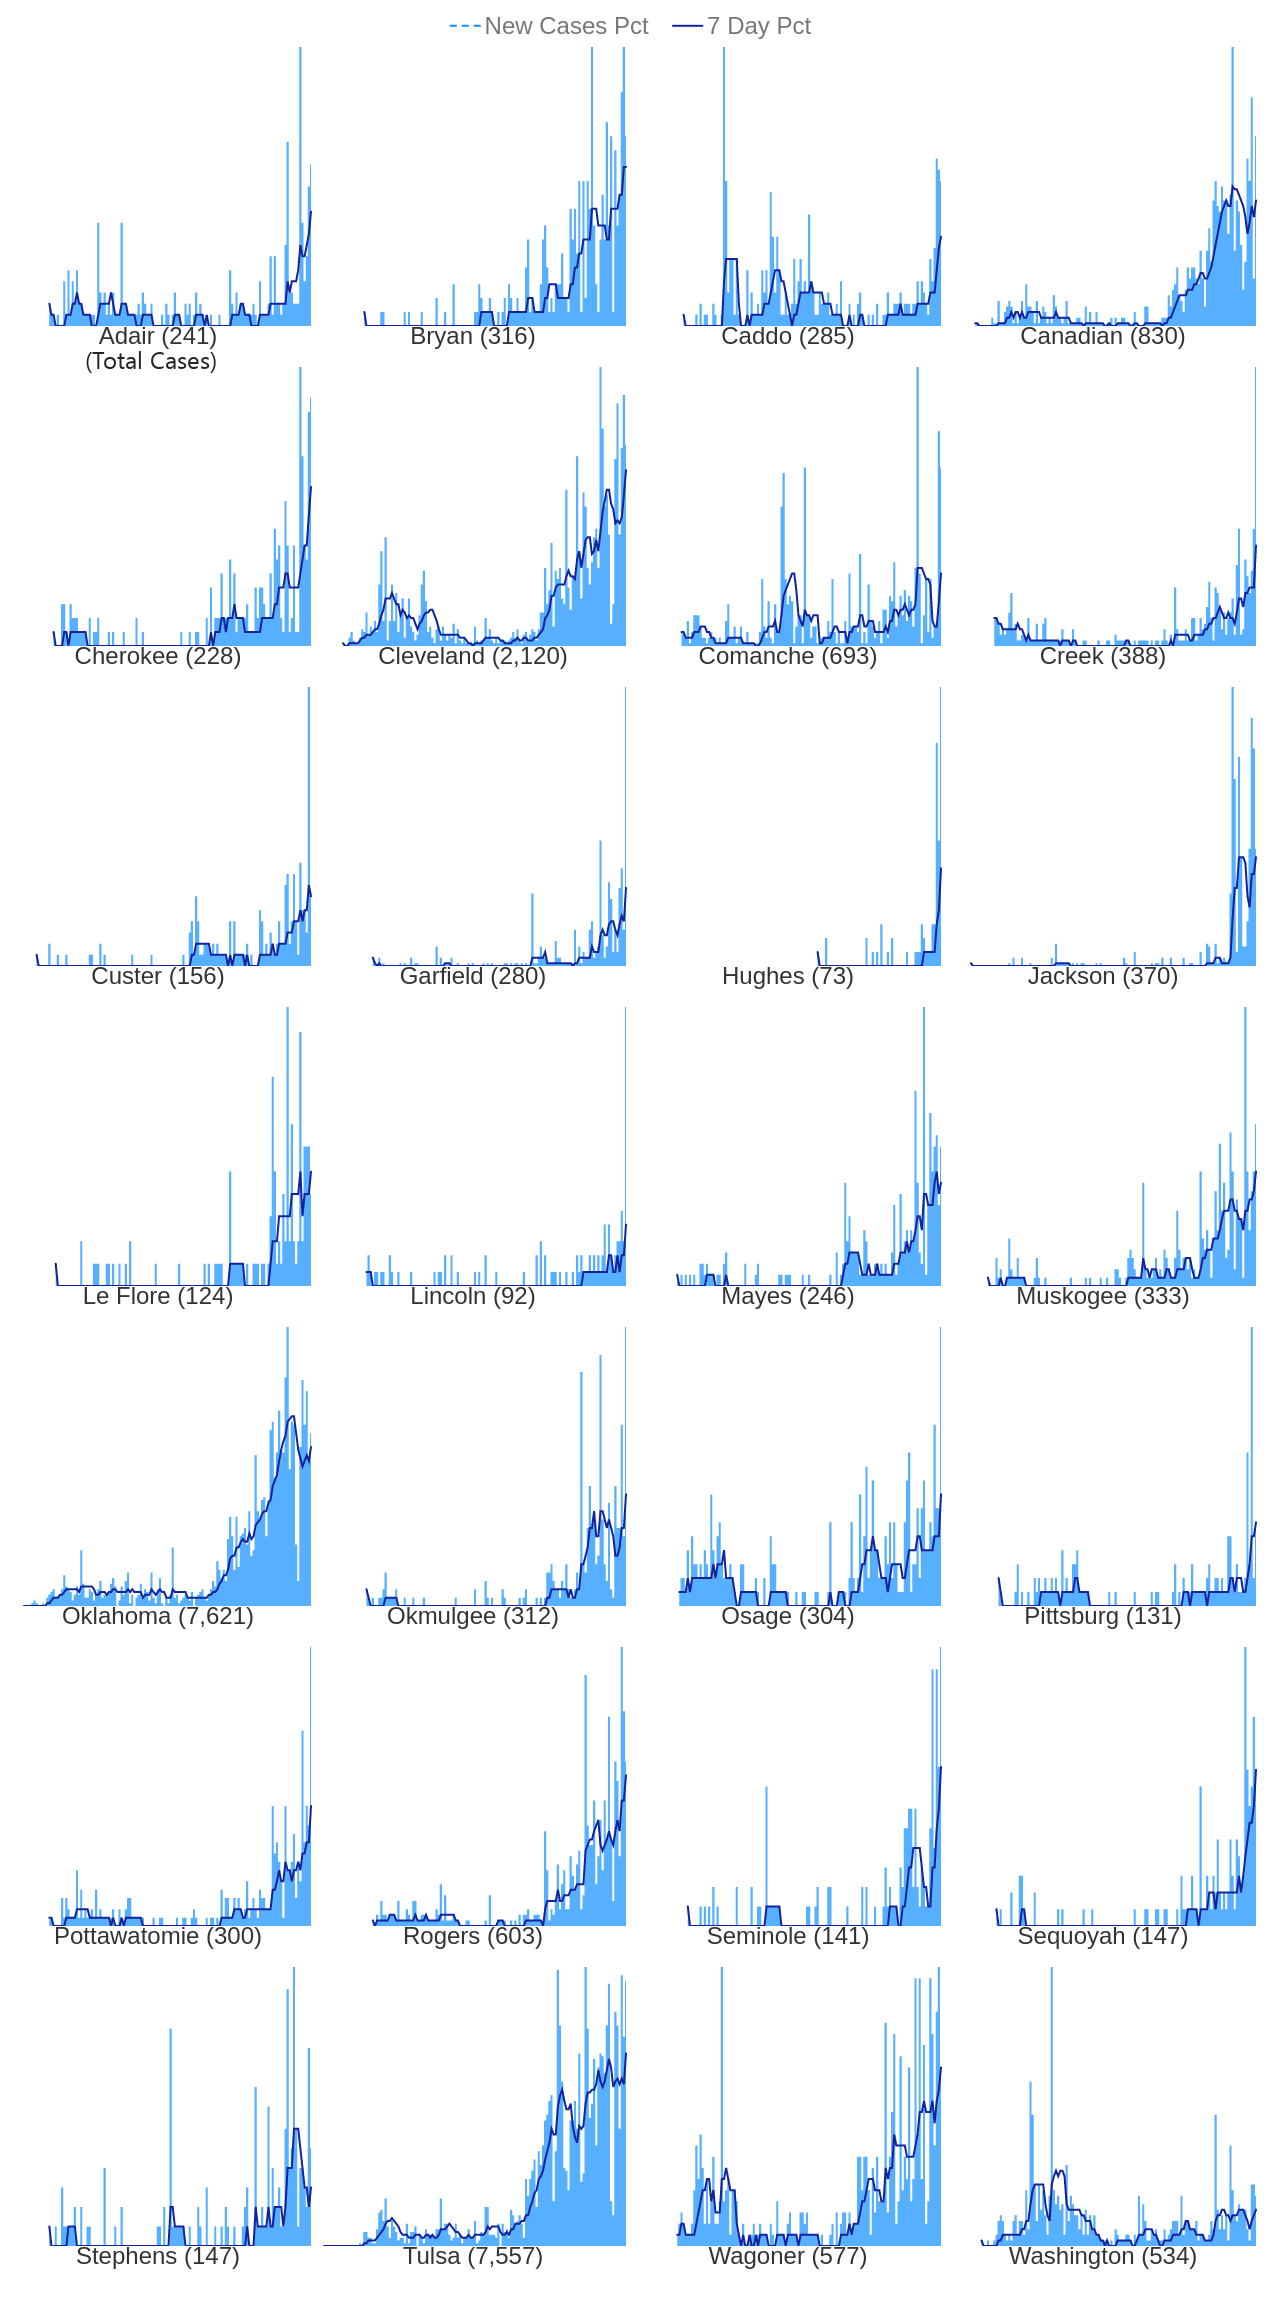 New Cases Pct 7 Day Pct
Adair (241) Bryan (316) Caddo (285) Canadian (830)
(Total Cases)
Cherokee (228) Cleveland (2,120) Comanche (693) Creek (388)
Custer (156) Garfield (280) Hughes (73) Jackson (370)
Le Flore (124) Lincoln (92) Mayes (246) Muskogee (333)
Oklahoma (7,621) Okmulgee (312) Osage (304) Pittsburg (131)
Pottawatomie (300) Rogers (603) Seminole (141) Sequoyah (147)
Stephens (147) Tulsa (7,557) Wagoner (577) Washington (534)